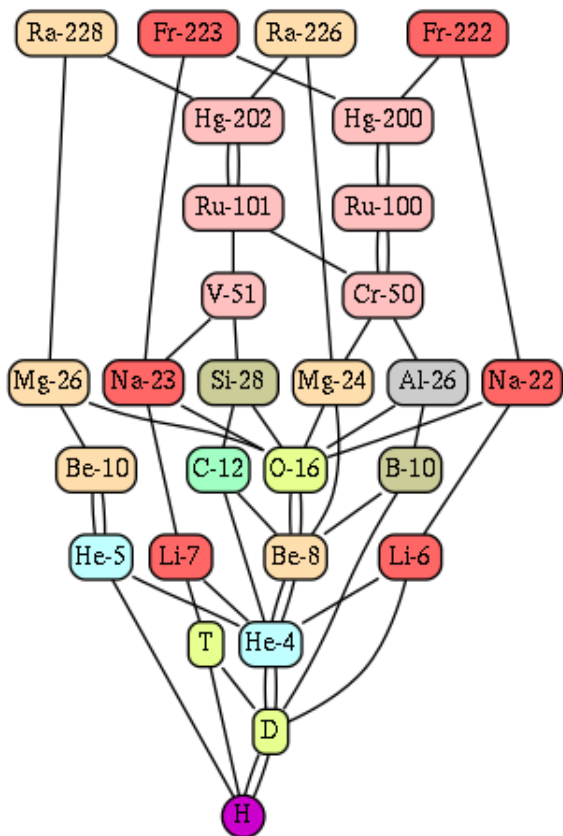 Ra-228 Fr-223 Ra-226 Fr-222
Hg-202 Hg-200
Ru-101 Ru-100
V-51 Cr-50
Mg-26 Na-23 Si-28 Mg-24 Al-26 Na-22
Be-10 C-12 O-16 B-10
He-5 Li-7 Be-8 Li-6
T He-4
D
H